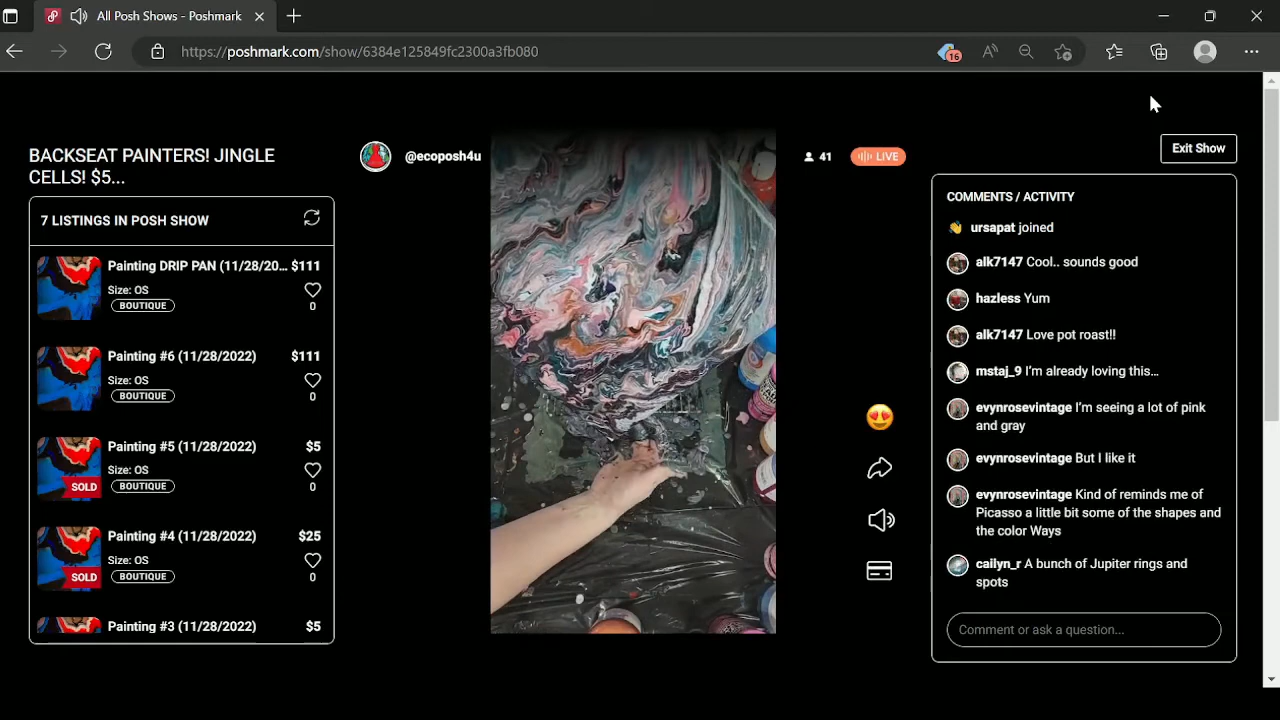 All Posh Shows - Poshmark
https://poshmark.com/show/6384e125849fc2300a3fb080
16
BACKSEAT PAINTERS! JINGLE
CELLS! $5...
@ecoposh4u
41
LIVE
Exit Show
7 LISTINGS IN POSH SHOW
Painting DRIP PAN (11/28/20... $111
Size: OS
BOUTIQUE
0
Painting #6 (11/28/2022) $111
Size: OS
BOUTIQUE
0
Painting #5 (11/28/2022) $5
Size: OS
SOLD
BOUTIQUE
0
Painting #4 (11/28/2022) $25
Size: OS
SOLD
BOUTIQUE
0
Painting #3 (11/28/2022) $5
COMMENTS / ACTIVITY
ursapat joined
alk7147 Cool.. sounds good
hazless Yum
alk7147 Love pot roast!!
mstaj_9 I'm already loving this...
evynrosevintage I'm seeing a lot of pink
and gray
evynrosevintage But I like it
evynrosevintage Kind of reminds me of
Picasso a little bit some of the shapes and
the color Ways
cailyn_r A bunch of Jupiter rings and
spots
Comment or ask a question...